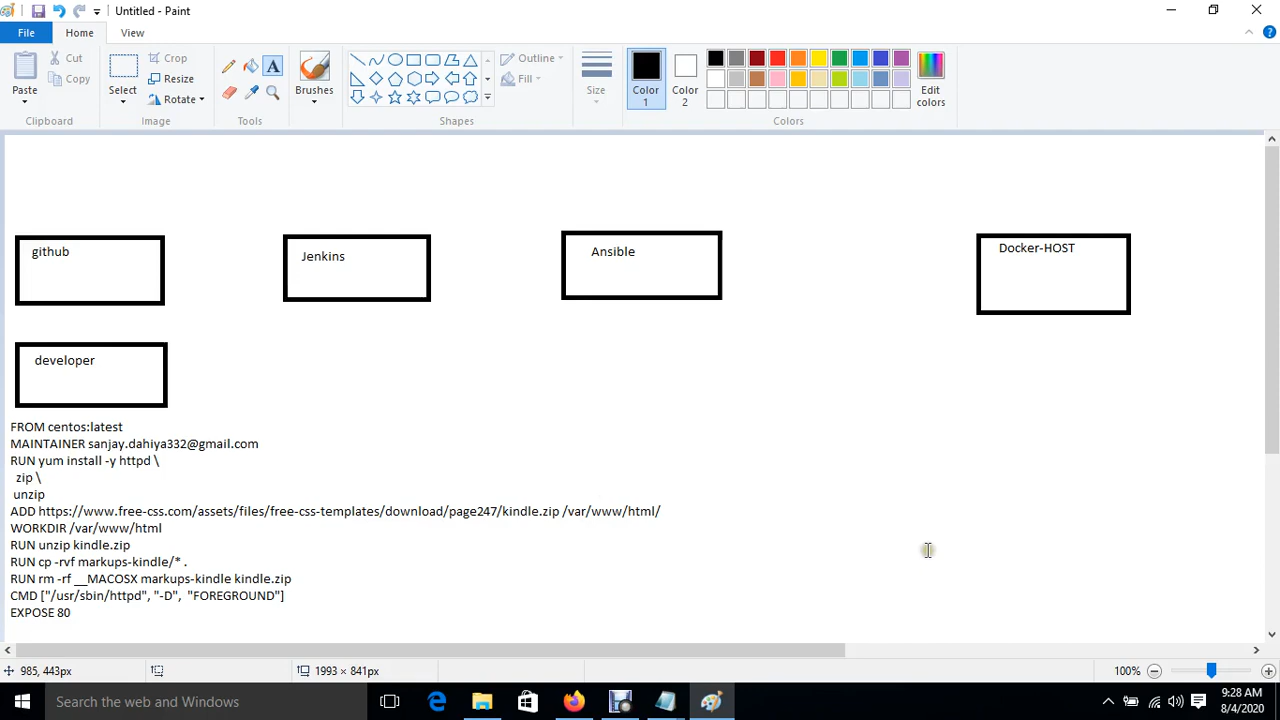 Untitled - Paint
File
Home
View
Paste
Cut
Copy
Clipboard
Select
Crop
Resize
Rotate
Image
Tools
Brushes
Outline
Fill
Shapes
Size
Color 1
Color 2
Edit colors
Colors
github
Jenkins
Ansible
Docker-HOST
developer
FROM centos:latest
MAINTAINER sanjay.dahiya332@gmail.com
RUN yum install -y httpd \
zip \
unzip
ADD https://www.free-css.com/assets/files/free-css-templates/download/page247/kindle.zip /var/www/html/
WORKDIR /var/www/html
RUN unzip kindle.zip
RUN cp -rvf markups-kindle/* .
RUN rm -rf __MACOSX markups-kindle kindle.zip
CMD ["/usr/sbin/httpd", "-D",  "FOREGROUND"]
EXPOSE 80
985, 443px
1993 × 841px
100%
Search the web and Windows
9:28 AM
8/4/2020